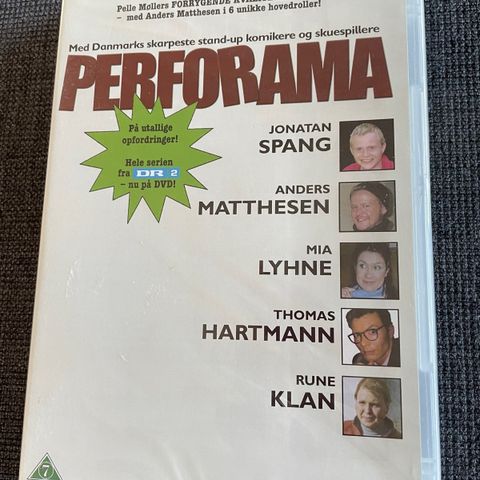 Pelle Møllers FORRYGENDE
– med Anders Matthesen i 6 unikke hovedroller!
Med Danmarks skarpeste stand-up komikere og skuespillere
PERFORAMA
På utallige
opfordringer!
Hele serien
fra DR 2
– nu på DVD!
JONATAN
SPANG
ANDERS
MATTHESEN
MIA
LYHNE
THOMAS
HARTMANN
RUNE
KLAN
7